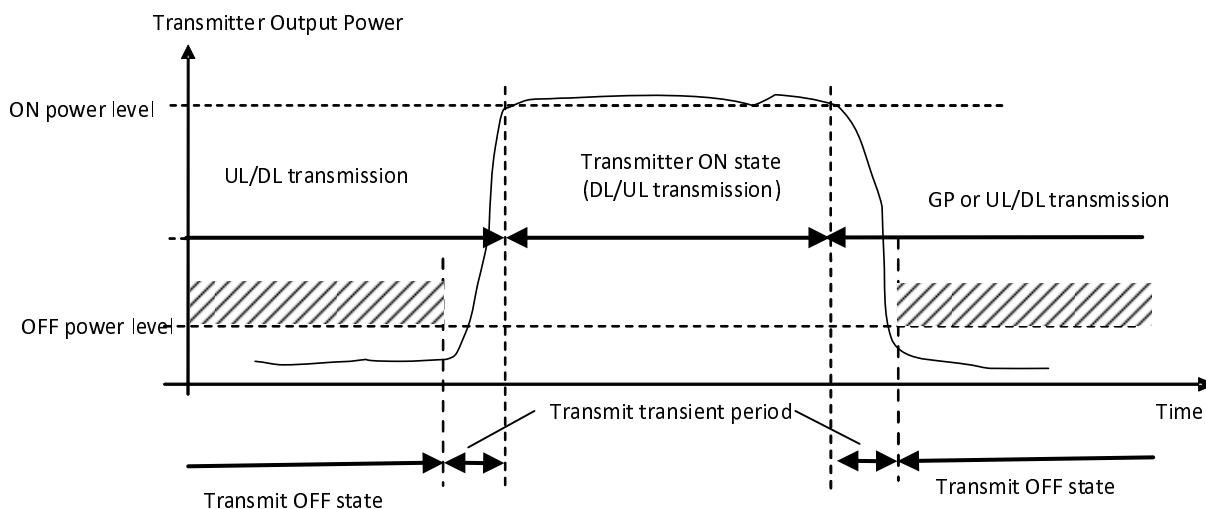 Transmitter Output Power
ON power level
UL/DL transmission
Transmitter ON state
(DL/UL transmission)
GP or UL/DL transmission
OFF power level
Transmit transient period
Time
Transmit OFF state
Transmit OFF state